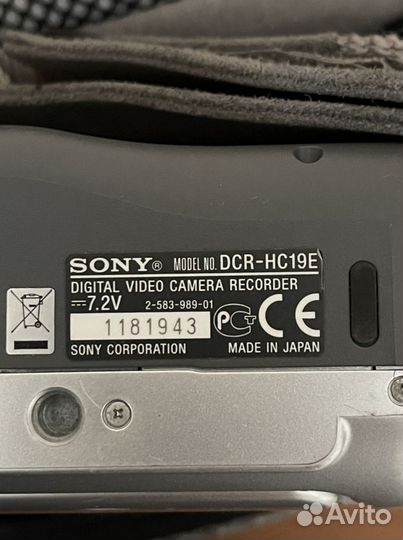 SONY® MODEL NO. DCR-HC19E
DIGITAL VIDEO CAMERA RECORDER
7.2V 2-583-989-01
1181943
SONY CORPORATION MADE IN JAPAN
Avito